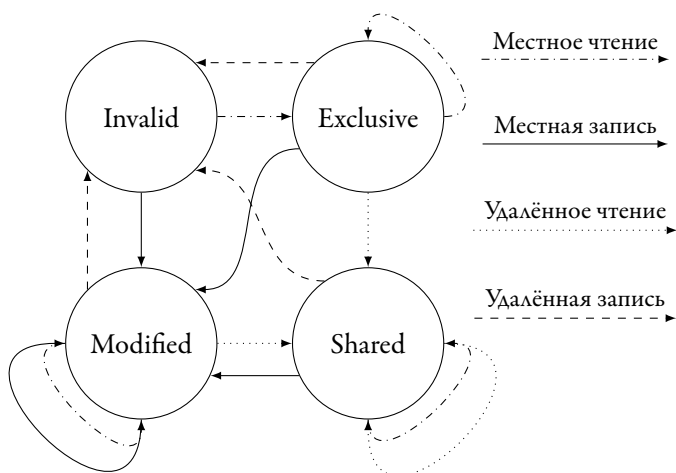 Invalid
Exclusive
Modified
Shared
Местное чтение
Местная запись
Удалённое чтение
Удалённая запись